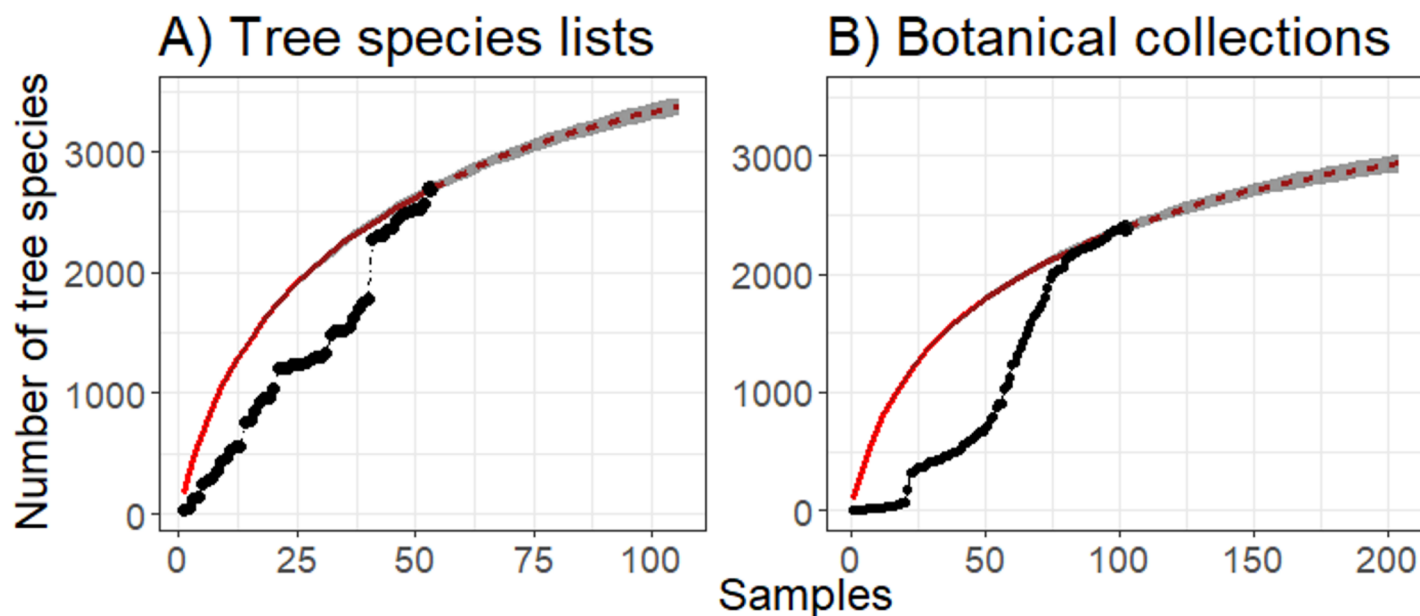 A) Tree species lists
B) Botanical collections
Number of tree species
3000
2000
1000
0
0 25 50 75 100
3000
2000
1000
0
0 50 100 150 200
Samples